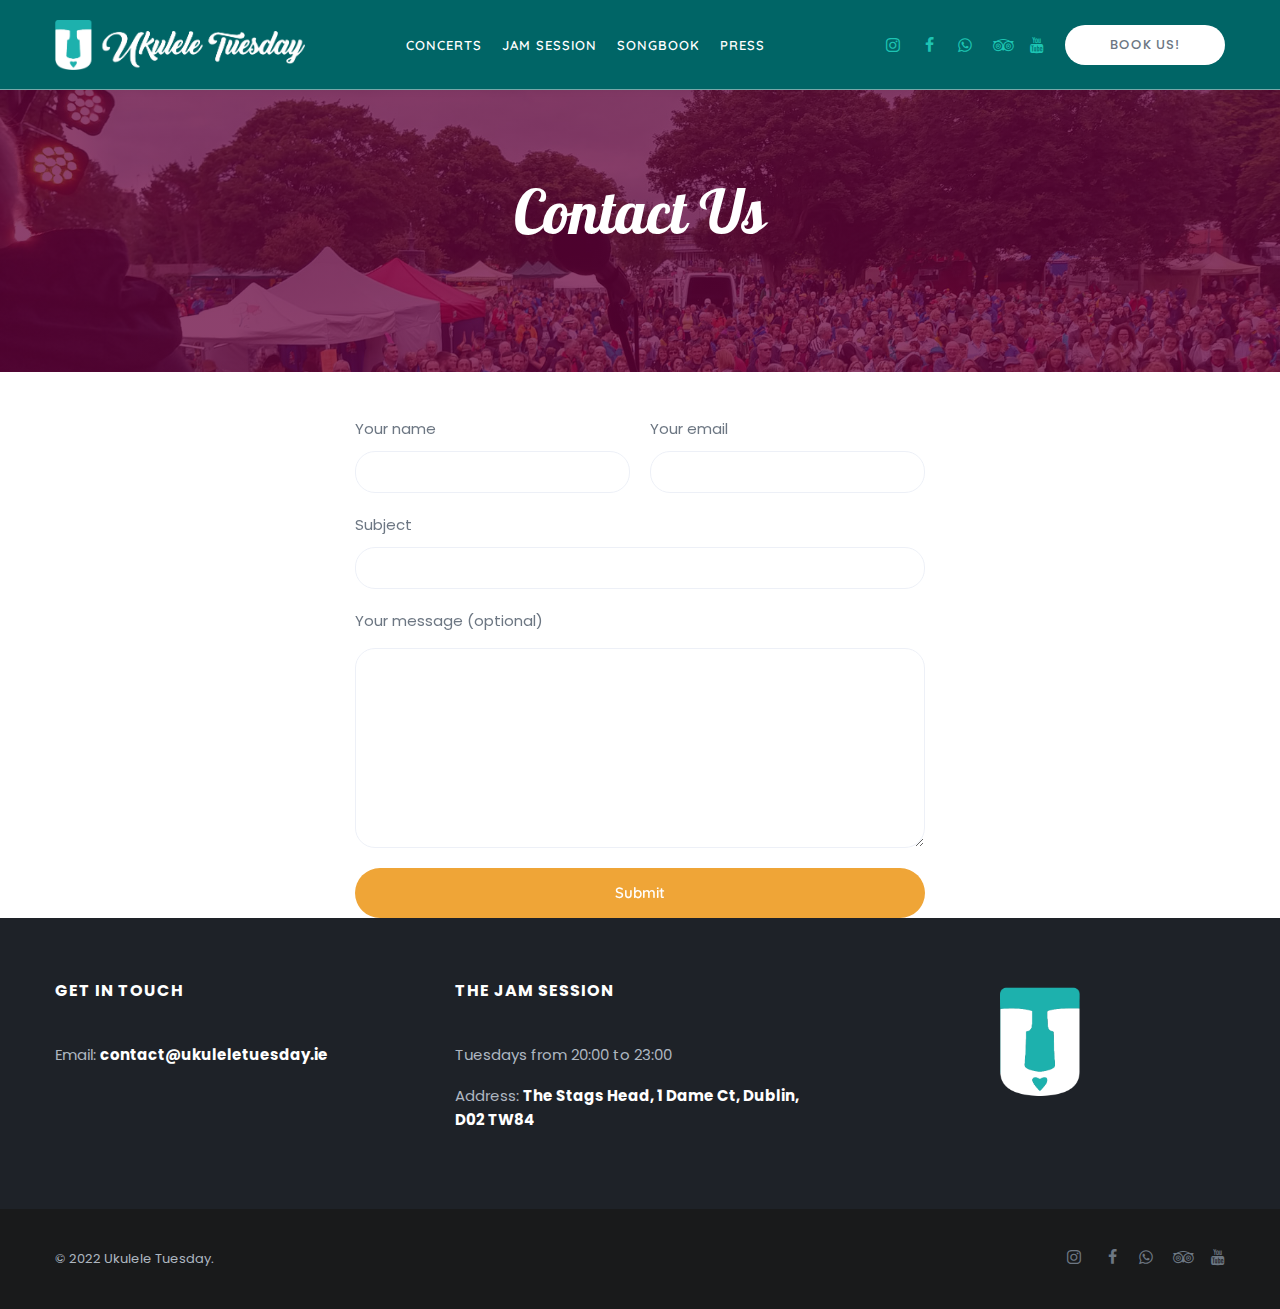 Ukulele Tuesday
CONCERTS JAM SESSION SONGBOOK PRESS
BOOK US!
Contact Us
Your name Your email
Subject
Your message (optional)
Submit
GET IN TOUCH
Email: contact@ukuleletuesday.ie
THE JAM SESSION
Tuesdays from 20:00 to 23:00
Address: The Stags Head, 1 Dame Ct, Dublin,
D02 TW84
© 2022 Ukulele Tuesday.